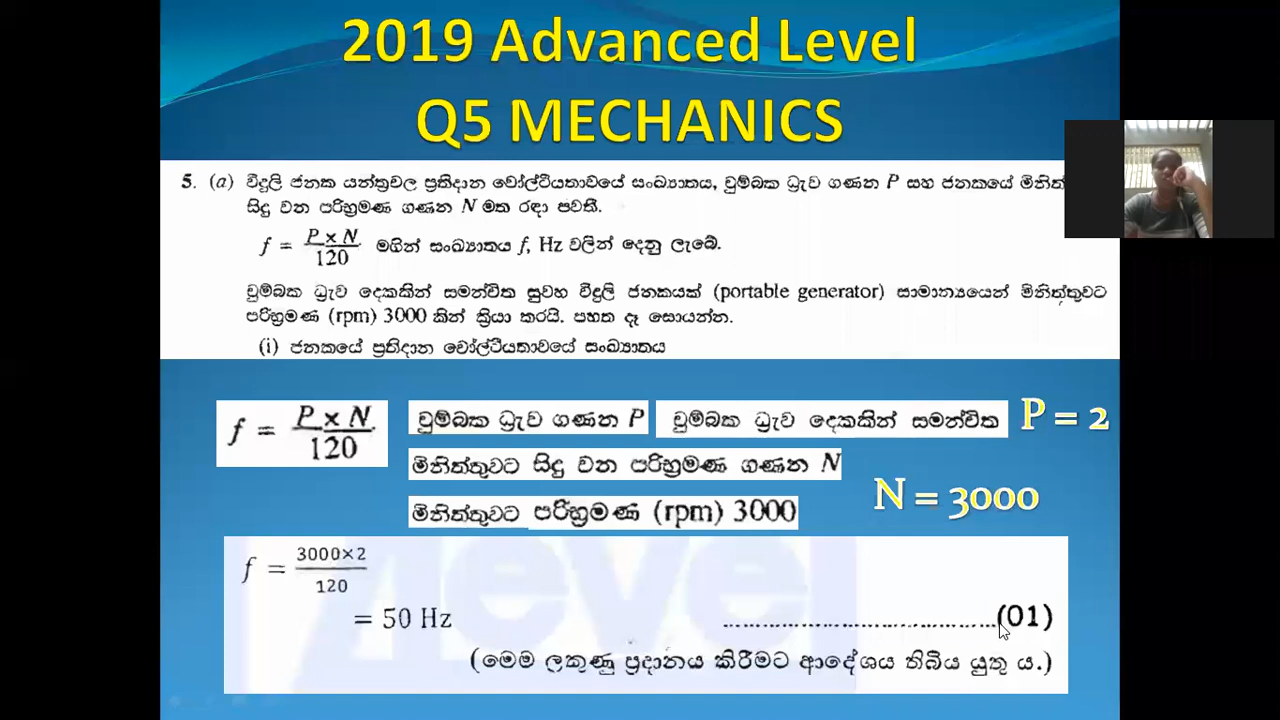 2019 Advanced Level
Q5 MECHANICS
5. (a) විදුලි ජනක යන්ත්‍රවල ප්‍රතිදාන වෝල්ටීයතාවයේ සංඛ්‍යාතය, චුම්බක ධ්‍රැව ගණන P සහ ජනකයේ මිනිත්
සිදු වන පරිභ්‍රමණ ගණන N මත රඳා පවතී.
f = P × N / 120 මගින් සංඛ්‍යාතය f, Hz වලින් දෙනු ලැබේ.
චුම්බක ධ්‍රැව දෙකකින් සමන්විත සුවහ විදුලි ජනකයක් (portable generator) සාමාන්‍යයෙන් මිනිත්තුවට
පරිභ්‍රමණ (rpm) 3000 කින් ක්‍රියා කරයි. පහත දෑ සොයන්න.
(i) ජනකයේ ප්‍රතිදාන වෝල්ටීයතාවයේ සංඛ්‍යාතය
f = P × N / 120 චුම්බක ධ්‍රැව ගණන P චුම්බක ධ්‍රැව දෙකකින් සමන්විත P = 2
මිනිත්තුවට සිදු වන පරිභ්‍රමණ ගණන N
N = 3000
මිනිත්තුවට පරිභ්‍රමණ (rpm) 3000
f = 3000×2 / 120
= 50 Hz ..........................................(01)
(මෙම ලකුණු ප්‍රදානය කිරීමට ආදේශය තිබිය යුතු ය.)